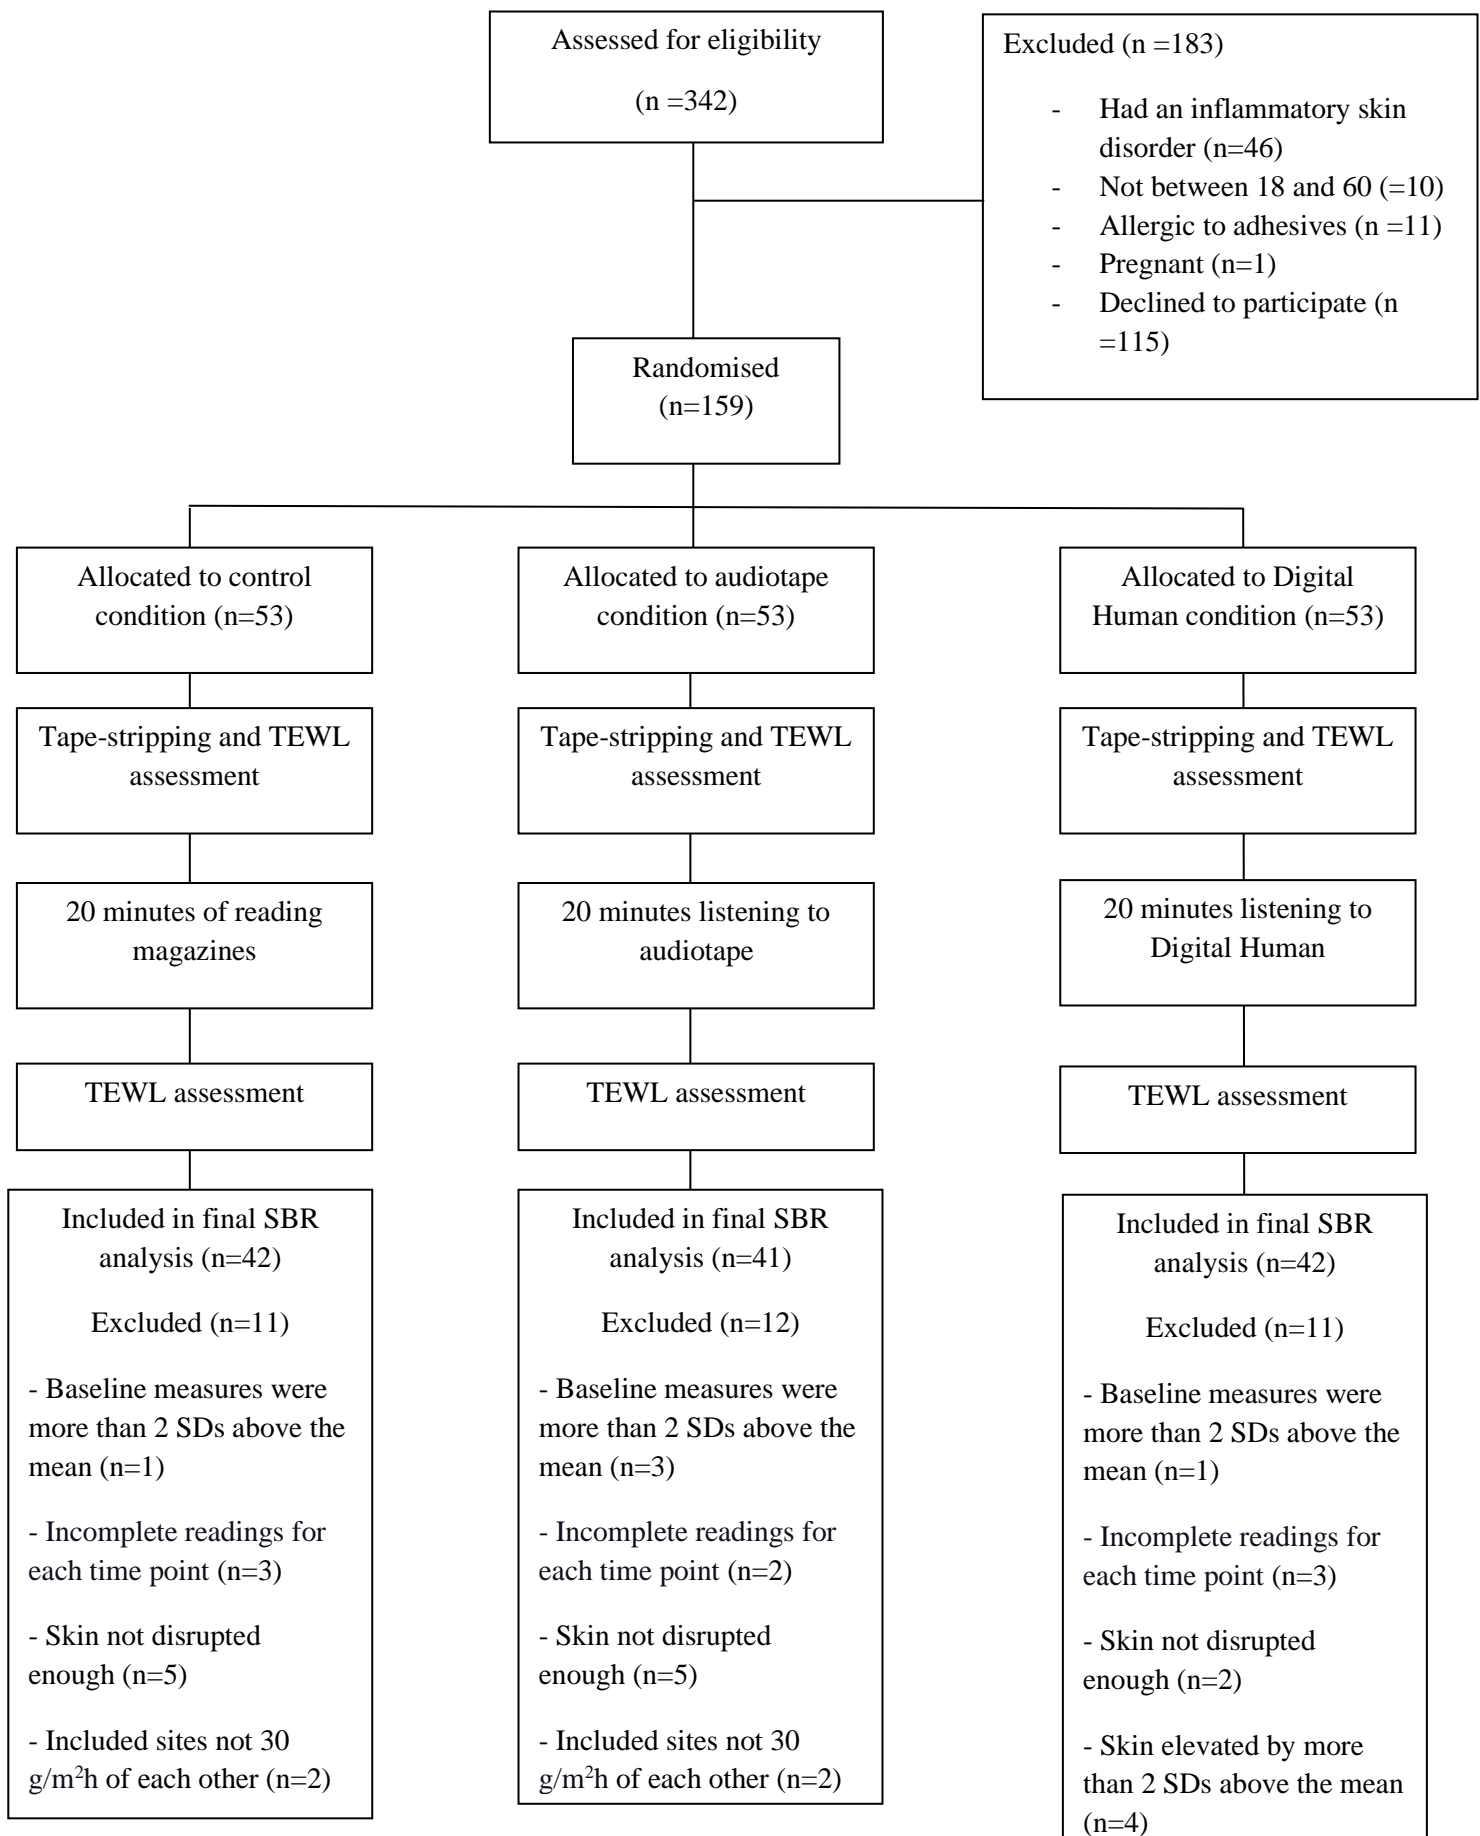 Assessed for eligibility
(n =342)
Excluded (n =183)
- Had an inflammatory skin
disorder (n=46)
- Not between 18 and 60 (=10)
- Allergic to adhesives (n =11)
- Pregnant (n=1)
- Declined to participate (n
=115)
Randomised
(n=159)
Allocated to control
condition (n=53)
Tape-stripping and TEWL
assessment
20 minutes of reading
magazines
TEWL assessment
Included in final SBR
analysis (n=42)
Excluded (n=11)
- Baseline measures were
more than 2 SDs above the
mean (n=1)
- Incomplete readings for
each time point (n=3)
- Skin not disrupted
enough (n=5)
- Included sites not 30
g/m²h of each other (n=2)
Allocated to audiotape
condition (n=53)
Tape-stripping and TEWL
assessment
20 minutes listening to
audiotape
TEWL assessment
Included in final SBR
analysis (n=41)
Excluded (n=12)
- Baseline measures were
more than 2 SDs above the
mean (n=3)
- Incomplete readings for
each time point (n=2)
- Skin not disrupted
enough (n=5)
- Included sites not 30
g/m²h of each other (n=2)
Allocated to Digital
Human condition (n=53)
Tape-stripping and TEWL
assessment
20 minutes listening to
Digital Human
TEWL assessment
Included in final SBR
analysis (n=42)
Excluded (n=11)
- Baseline measures were
more than 2 SDs above the
mean (n=1)
- Incomplete readings for
each time point (n=3)
- Skin not disrupted
enough (n=2)
- Skin elevated by more
than 2 SDs above the mean
(n=4)